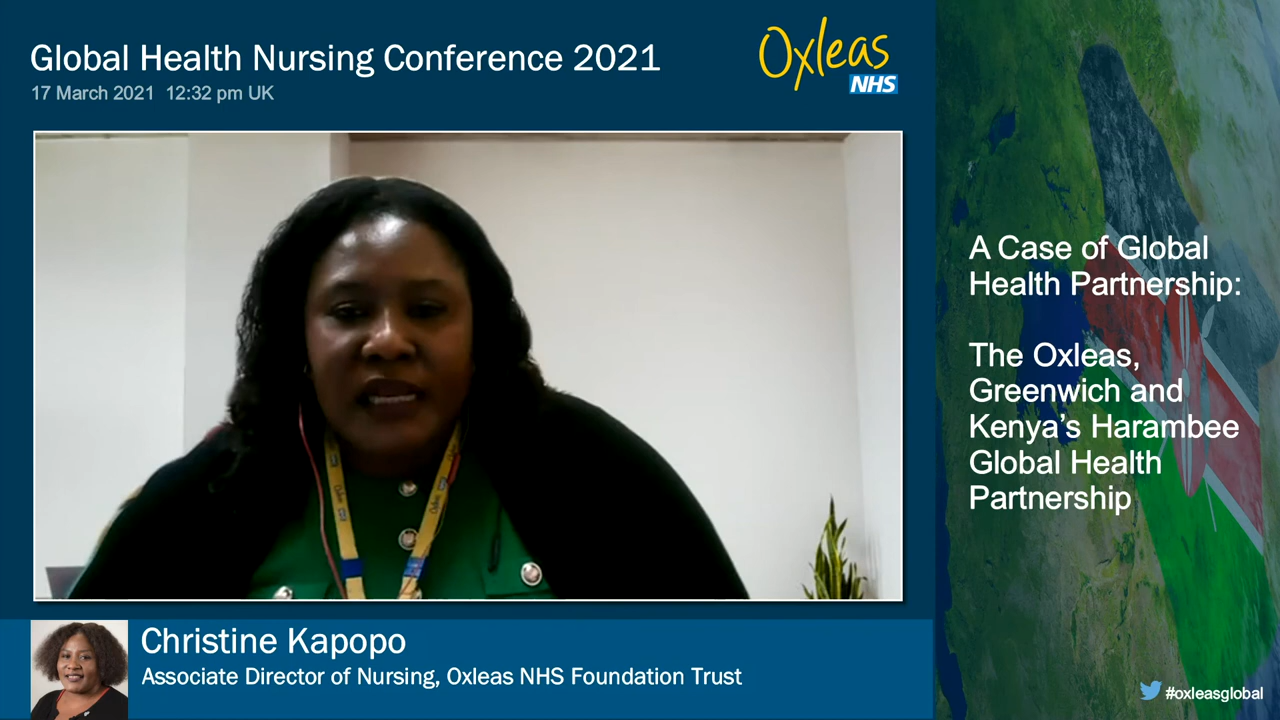 Global Health Nursing Conference 2021
17 March 2021 12:32 pm UK
Oxleas
NHS
A Case of Global
Health Partnership:
The Oxleas,
Greenwich and
Kenya's Harambee
Global Health
Partnership
Christine Kapopo
Associate Director of Nursing, Oxleas NHS Foundation Trust
#oxleasglobal